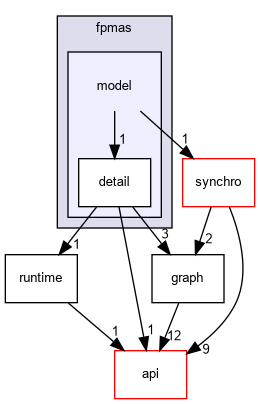 fpmas
model
1
1
detail
synchro
1
3
2
runtime
graph
1
1
12
9
api